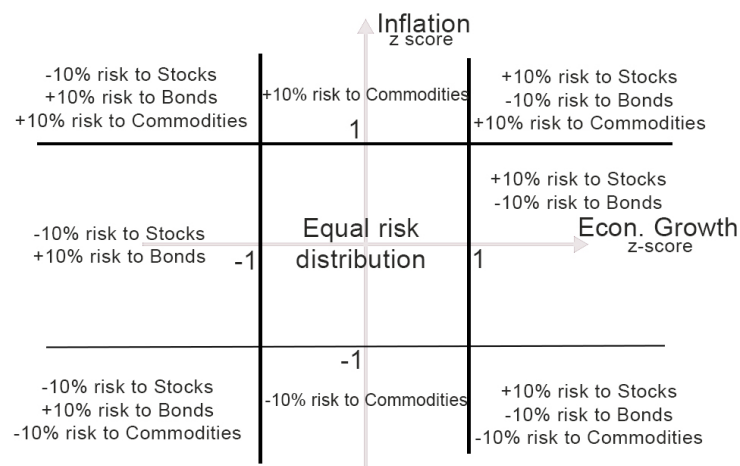 Inflation
z score
-10% risk to Stocks
+10% risk to Bonds
+10% risk to Commodities
+10% risk to Commodities
1
+10% risk to Stocks
-10% risk to Bonds
+10% risk to Commodities
+10% risk to Stocks
-10% risk to Bonds
-10% risk to Stocks
+10% risk to Bonds
-1
Equal risk
distribution
1
Econ. Growth
z-score
-1
-10% risk to Stocks
+10% risk to Bonds
-10% risk to Commodities
-10% risk to Commodities
+10% risk to Stocks
-10% risk to Bonds
-10% risk to Commodities